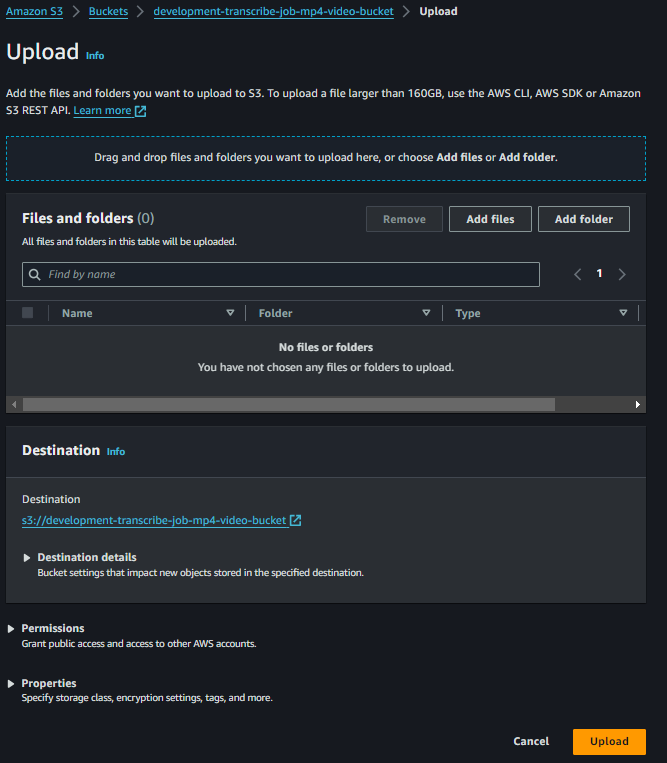 Amazon S3 > Buckets > development-transcribe-job-mp4-video-bucket > Upload
Upload Info
Add the files and folders you want to upload to S3. To upload a file larger than 160GB, use the AWS CLI, AWS SDK or Amazon
S3 REST API. Learn more
Drag and drop files and folders you want to upload here, or choose Add files or Add folder.
Files and folders (0)
Remove Add files Add folder
All files and folders in this table will be uploaded.
Find by name
1
Name Folder Type
No files or folders
You have not chosen any files or folders to upload.
Destination Info
Destination
s3://development-transcribe-job-mp4-video-bucket
Destination details
Bucket settings that impact new objects stored in the specified destination.
Permissions
Grant public access and access to other AWS accounts.
Properties
Specify storage class, encryption settings, tags, and more.
Cancel Upload